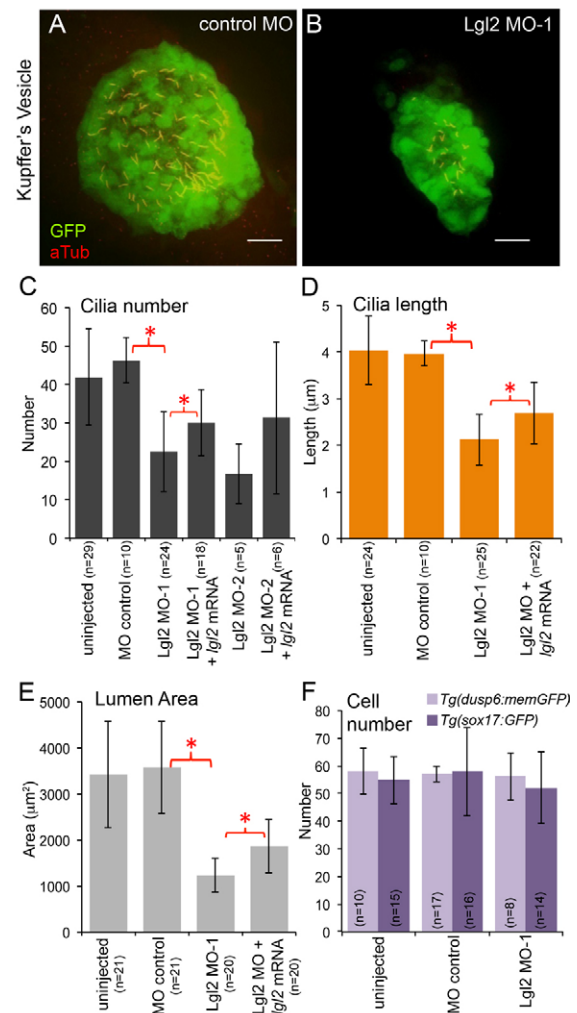 A control MO
B Lgl2 MO-1
Kupffer's Vesicle
GFP
aTub
C Cilia number
60
50
40
30
20
10
0
Number
*
*
uninjected (n=29)
MO control (n=10)
Lgl2 MO-1 (n=24)
Lgl2 MO-1 (n=18)
+ lgl2 mRNA
Lgl2 MO-2 (n=5)
Lgl2 MO-2 (n=6)
+ lgl2 mRNA
D Cilia length
5
4
3
2
1
0
Length (μm)
*
*
uninjected (n=24)
MO control (n=10)
Lgl2 MO-1 (n=25)
Lgl2 MO + (n=22)
lgl2 mRNA
E Lumen Area
5000
4000
3000
2000
1000
0
Area (μm²)
*
*
uninjected
(n=21)
MO control
(n=21)
Lgl2 MO-1
(n=20)
Lgl2 MO +
lgl2 mRNA
(n=20)
F Cell
number
Tg(dusp6:memGFP)
Tg(sox17:GFP)
80
70
60
50
40
30
20
10
0
Number
(n=10)
(n=15)
(n=17)
(n=16)
(n=8)
(n=14)
uninjected
MO control
Lgl2 MO-1